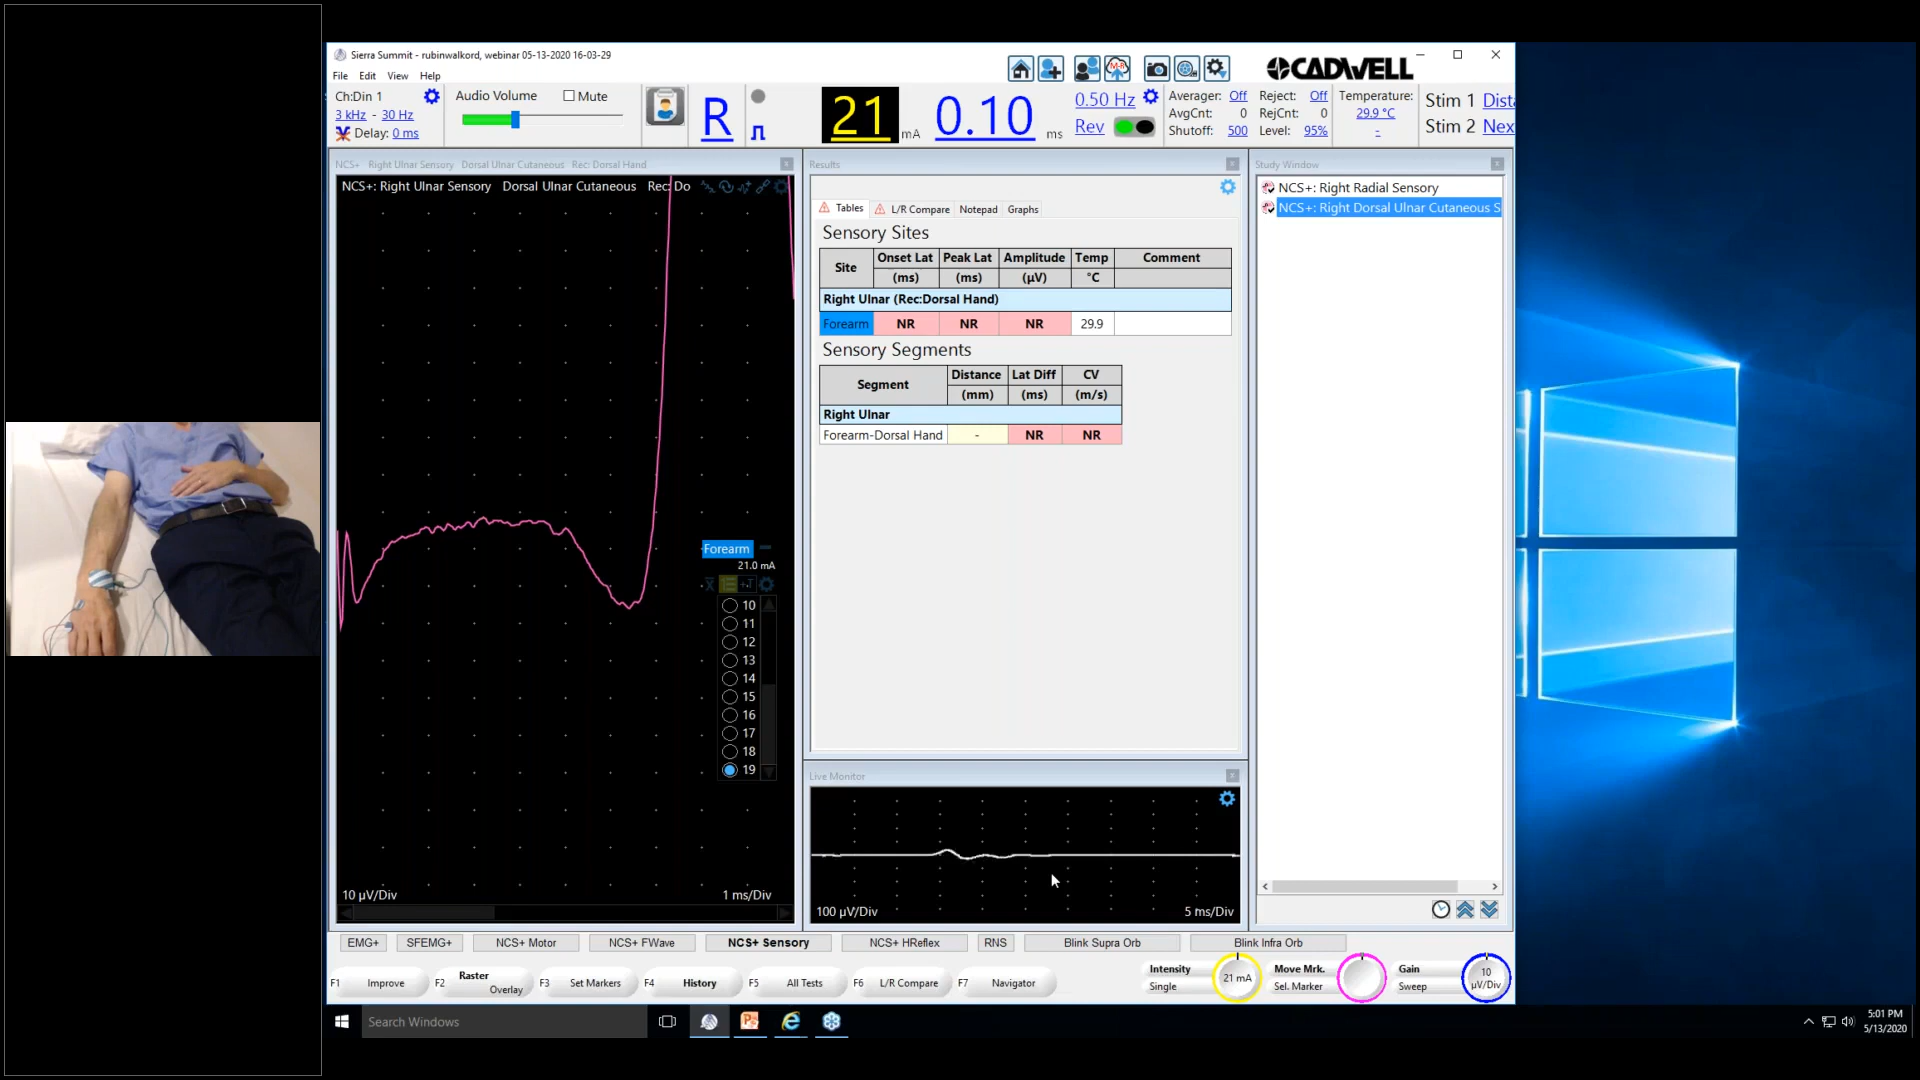 Sierra Summit - rubinwalkord, webinar 05-13-2020 16-03-29
File Edit View Help
CADWELL
Ch:Din 1
3 kHz - 30 Hz
Delay: 0 ms
Audio Volume
Mute
R
21 mA
0.10 ms
0.50 Hz
Rev
Averager: Off
AvgCnt: 0
Shutoff: 500
Reject: Off
RejCnt: 0
Level: 95%
Temperature:
29.9 °C
-
Stim 1 Dist
Stim 2 Nex
NCS+ Right Ulnar Sensory Dorsal Ulnar Cutaneous Rec: Dorsal Hand
NCS+: Right Ulnar Sensory Dorsal Ulnar Cutaneous Rec: Do
Forearm
21.0 mA
10
11
12
13
14
15
16
17
18
19
10 µV/Div
1 ms/Div
Results
Tables L/R Compare Notepad Graphs
Sensory Sites
Site Onset Lat Peak Lat Amplitude Temp Comment
(ms) (ms) (µV) °C
Right Ulnar (Rec:Dorsal Hand)
Forearm NR NR NR 29.9
Sensory Segments
Segment Distance Lat Diff CV
(mm) (ms) (m/s)
Right Ulnar
Forearm-Dorsal Hand - NR NR
Live Monitor
100 µV/Div
5 ms/Div
Study Window
NCS+: Right Radial Sensory
NCS+: Right Dorsal Ulnar Cutaneous S
EMG+ SFEMG+ NCS+ Motor NCS+ FWave NCS+ Sensory NCS+ HReflex RNS Blink Supra Orb Blink Infra Orb
F1 Improve
F2 Raster Overlay
F3 Set Markers
F4 History
F5 All Tests
F6 L/R Compare
F7 Navigator
Intensity
Single
21 mA
Move Mrk.
Sel. Marker
Gain
Sweep
10
µV/Div
Search Windows
5:01 PM
5/13/2020